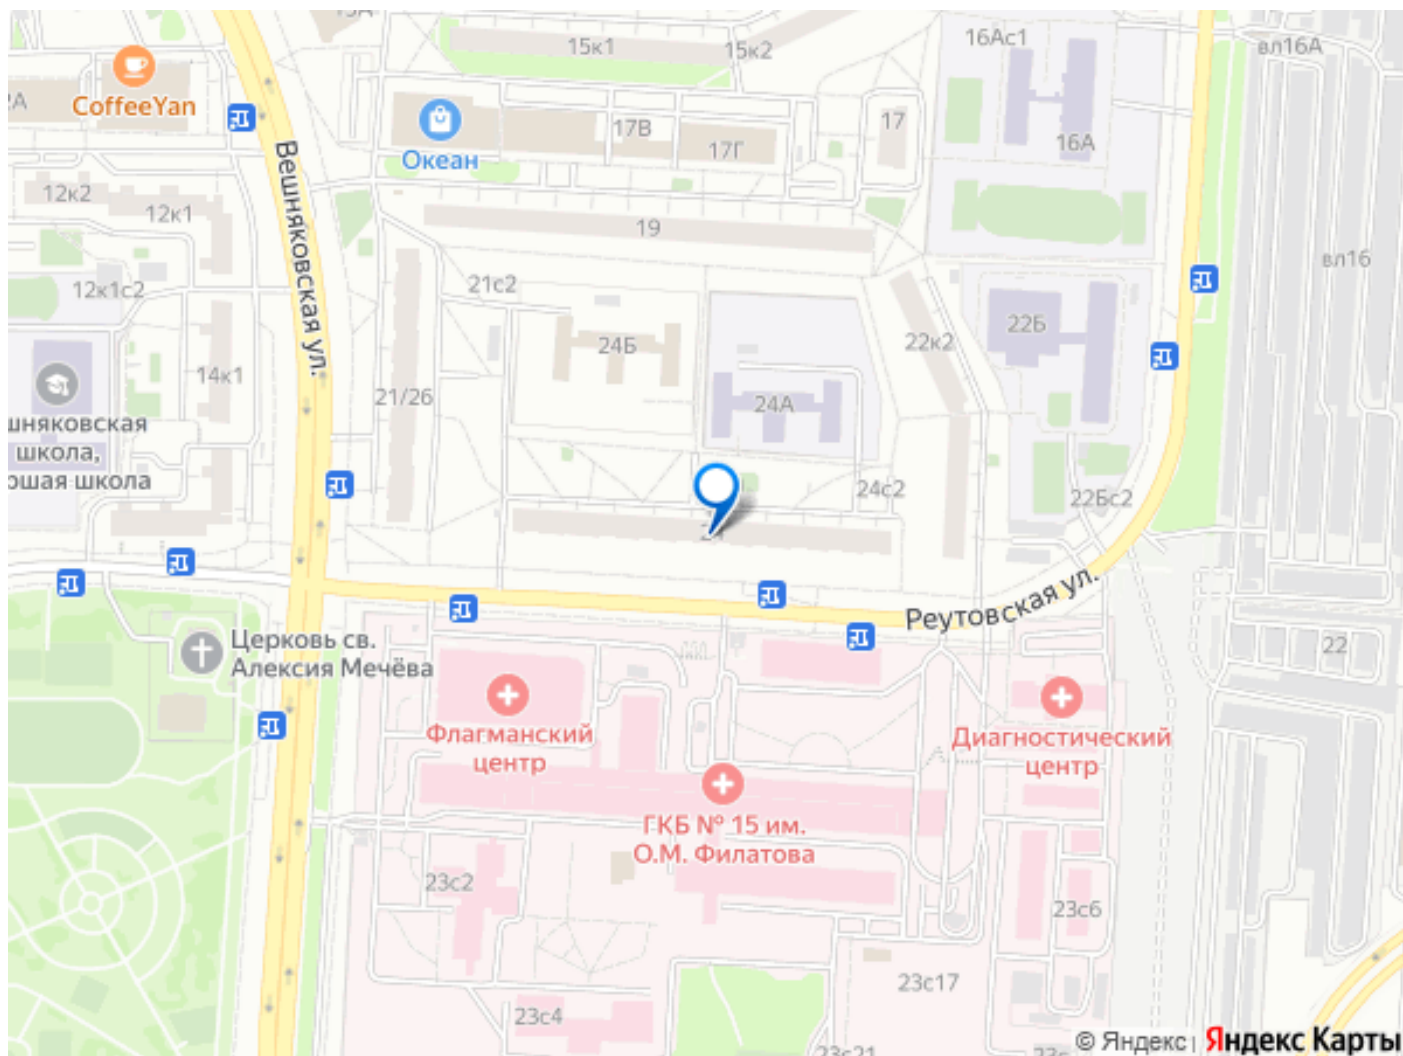 15к1
15к2
16Ас1
вл16А
CoffeeYan
Океан
17В
17Г
17
16А
Вешняковская ул.
12к2
12к1
19
12к1с2
21с2
вл16
24Б
22Б
22к2
14к1
21/26
24А
шняковская
школа,
ршая школа
24с2
22Бс2
Реутовская ул.
Церковь св.
Алексия Мечёва
22
Флагманский
центр
Диагностический
центр
ГКБ № 15 им.
О.М. Филатова
23с2
23с6
23с17
23с4
23с21
© Яндекс
Яндекс Карты